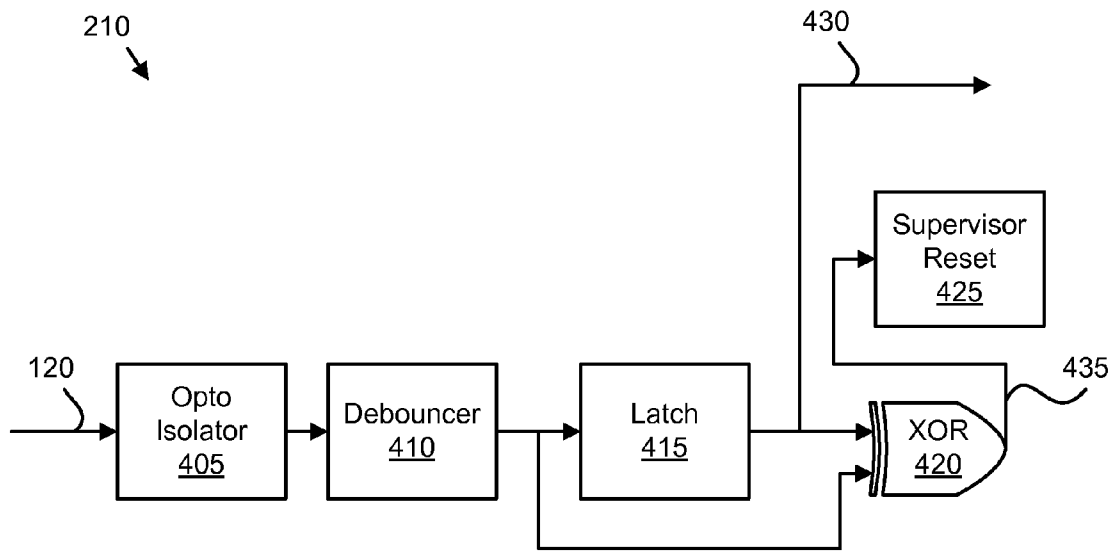 210
430
Supervisor
Reset
425
120
435
Opto
Isolator
405
Debouncer
410
Latch
415
XOR
420